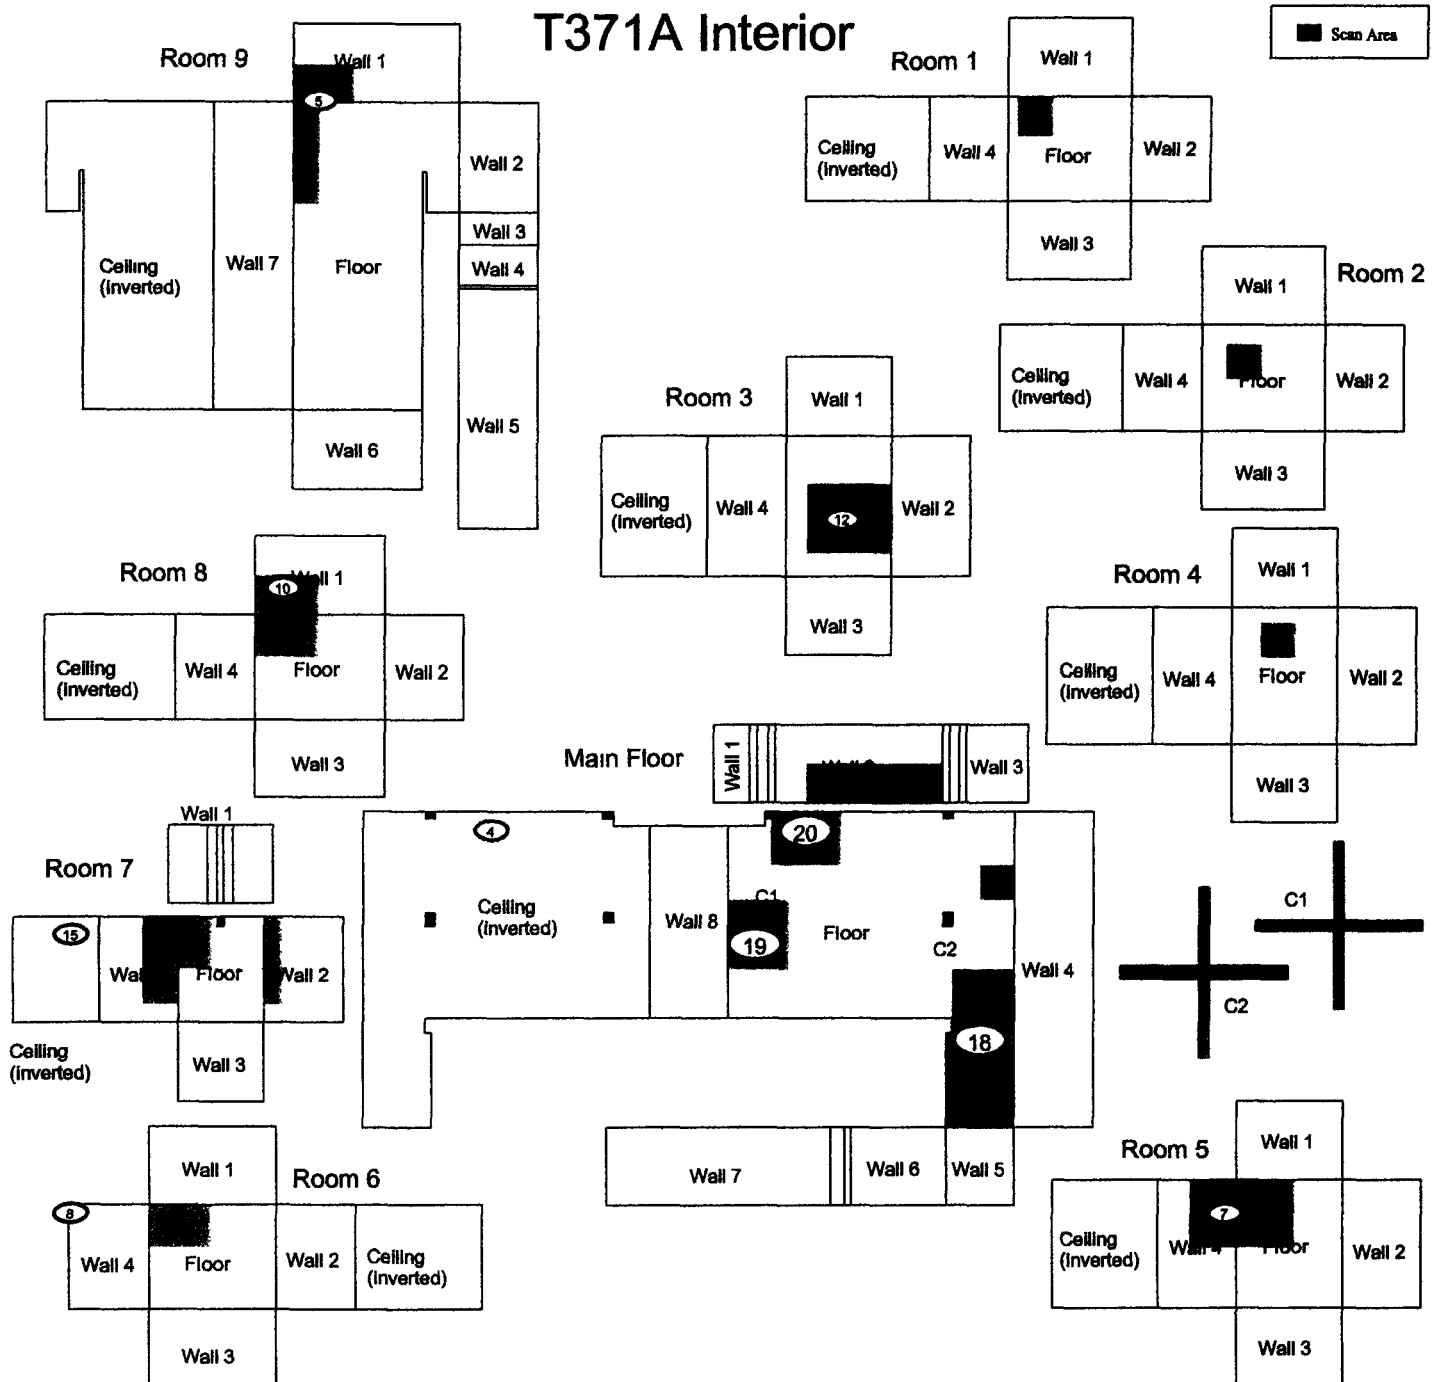 T371A Interior
Scan Area
Room 9
Wall 1
5
Wall 2
Wall 3
Wall 4
Ceiling
(inverted)
Wall 7
Floor
Wall 5
Wall 6
Room 1
Wall 1
Ceiling
(inverted)
Wall 4
Floor
Wall 2
Wall 3
Room 2
Wall 1
Ceiling
(inverted)
Wall 4
Floor
Wall 2
Wall 3
Room 3
Wall 1
Ceiling
(inverted)
Wall 4
12
Wall 2
Wall 3
Room 8
Wall 1
10
Ceiling
(inverted)
Wall 4
Floor
Wall 2
Wall 3
Room 4
Wall 1
Ceiling
(inverted)
Wall 4
Floor
Wall 2
Wall 3
Main Floor
Wall 1
Wall 3
4
20
Ceiling
(inverted)
Wall 8
C1
19
Floor
C2
Wall 4
18
Wall 7
Wall 6
Wall 5
Wall 1
Room 7
15
Wall
Floor
Wall 2
Ceiling
(inverted)
Wall 3
C1
C2
Room 6
Wall 1
8
Wall 4
Floor
Wall 2
Ceiling
(inverted)
Wall 3
Room 5
Wall 1
7
Ceiling
(inverted)
Wall 4
Floor
Wall 2
Wall 3